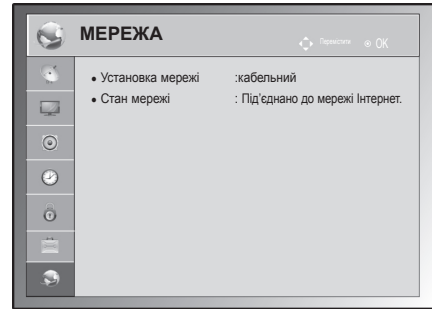 МЕРЕЖА
Перемістити ⊙ OK
• Установка мережі :кабельний
• Стан мережі : Під'єднано до мережі Інтернет.